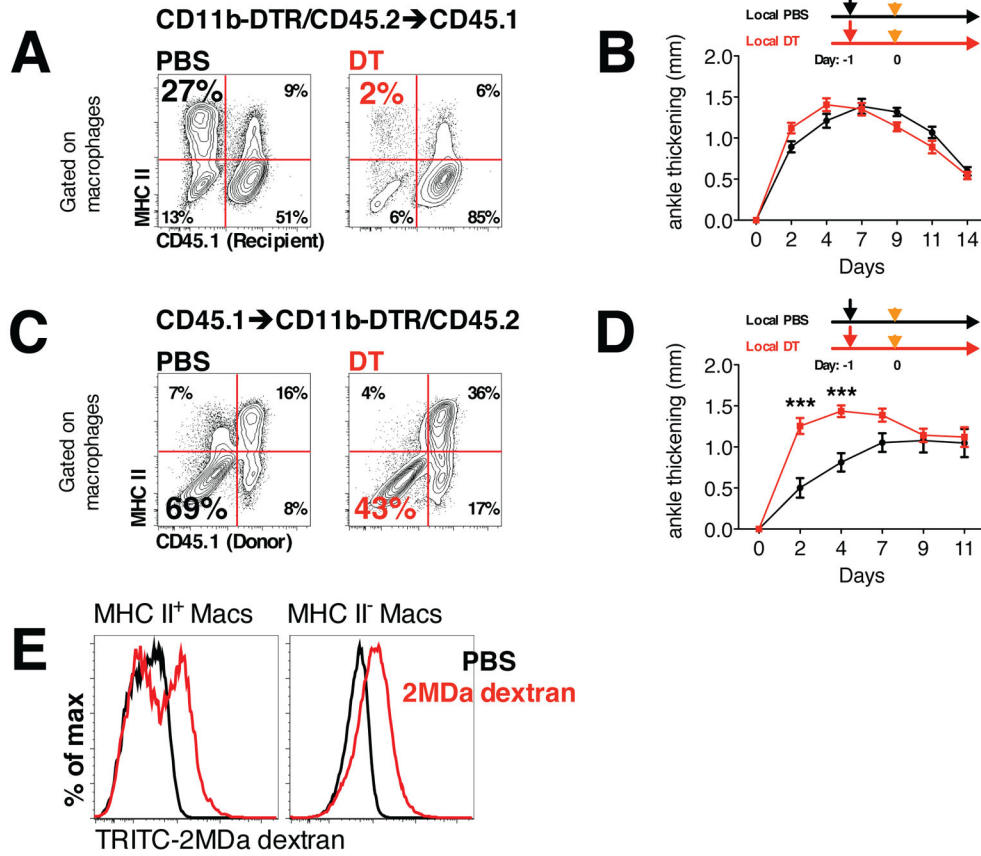 A
CD11b-DTR/CD45.2➔CD45.1
PBS
DT
27%
9%
2%
6%
13%
51%
6%
85%
Gated on
macrophages
MHC II
CD45.1 (Recipient)
B
Local PBS
Local DT
Day: -1
0
ankle thickening (mm)
2.0
1.5
1.0
0.5
0.0
0 2 4 7 9 11 14
Days
C
CD45.1➔CD11b-DTR/CD45.2
PBS
DT
7%
16%
4%
36%
69%
8%
43%
17%
Gated on
macrophages
MHC II
CD45.1 (Donor)
D
Local PBS
Local DT
Day: -1
0
ankle thickening (mm)
2.0
1.5
1.0
0.5
0.0
*** ***
0 2 4 7 9 11
Days
E
MHC II⁺ Macs
MHC II⁻ Macs
PBS
2MDa dextran
% of max
TRITC-2MDa dextran